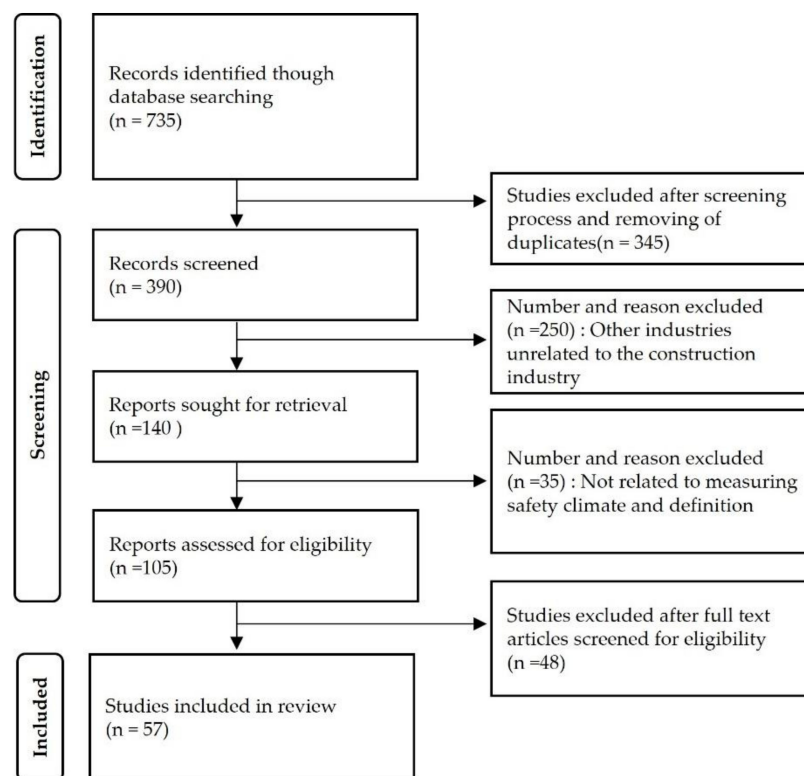 Identification
Records identified though
database searching
(n = 735)
Studies excluded after screening
process and removing of
duplicates(n = 345)
Screening
Records screened
(n = 390)
Number and reason excluded
(n =250) : Other industries
unrelated to the construction
industry
Reports sought for retrieval
(n =140 )
Number and reason excluded
(n =35) : Not related to measuring
safety climate and definition
Reports assessed for eligibility
(n =105)
Studies excluded after full text
articles screened for eligibility
(n =48)
Included
Studies included in review
(n = 57)